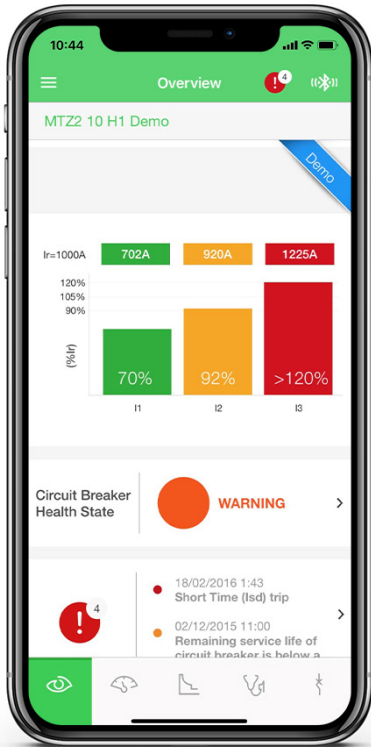 10:44
Overview
4
MTZ2 10 H1 Demo
Demo
Ir=1000A
702A
920A
1225A
120%
105%
90%
(%Ir)
70%
92%
>120%
I1
I2
I3
Circuit Breaker
Health State
WARNING
4
18/02/2016 1:43
Short Time (Isd) trip
02/12/2015 11:00
Remaining service life of
circuit breaker is below a